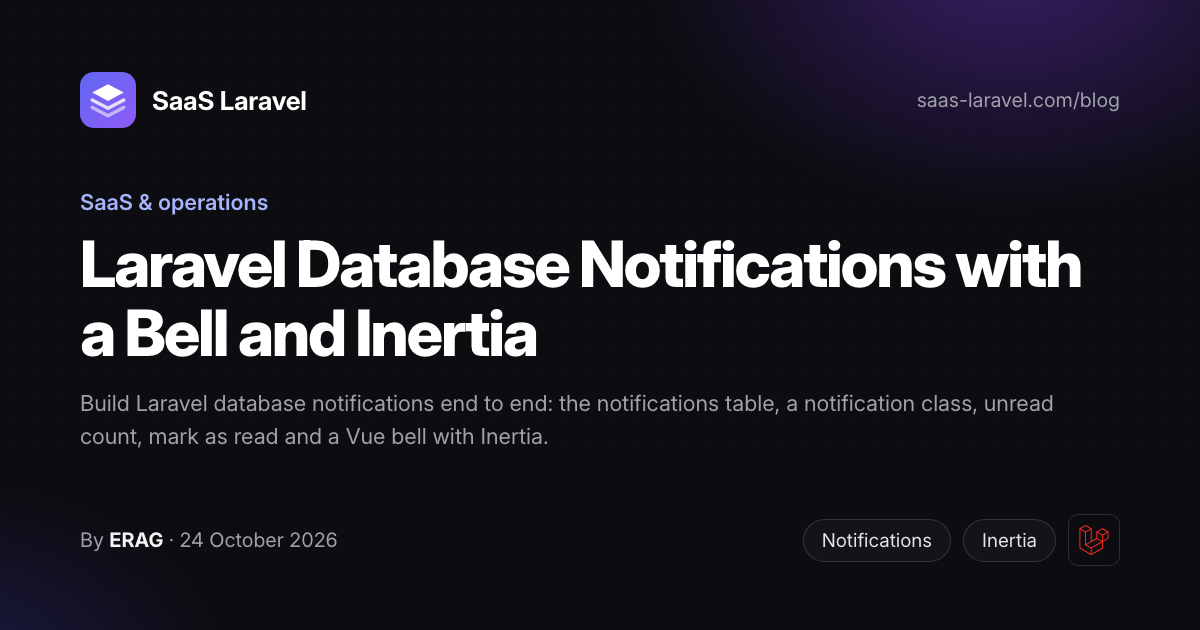 SaaS Laravel
saas-laravel.com/blog
SaaS & operations
Laravel Database Notifications with
a Bell and Inertia
Build Laravel database notifications end to end: the notifications table, a notification class, unread
count, mark as read and a Vue bell with Inertia.
By ERAG · 24 October 2026
Notifications
Inertia